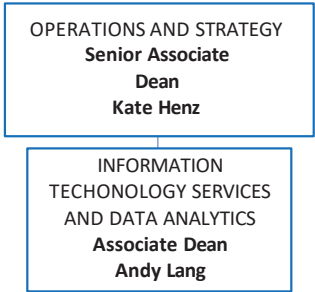 OPERATIONS AND STRATEGY
Senior Associate
Dean
Kate Henz
INFORMATION
TECHONOLOGY SERVICES
AND DATA ANALYTICS
Associate Dean
Andy Lang